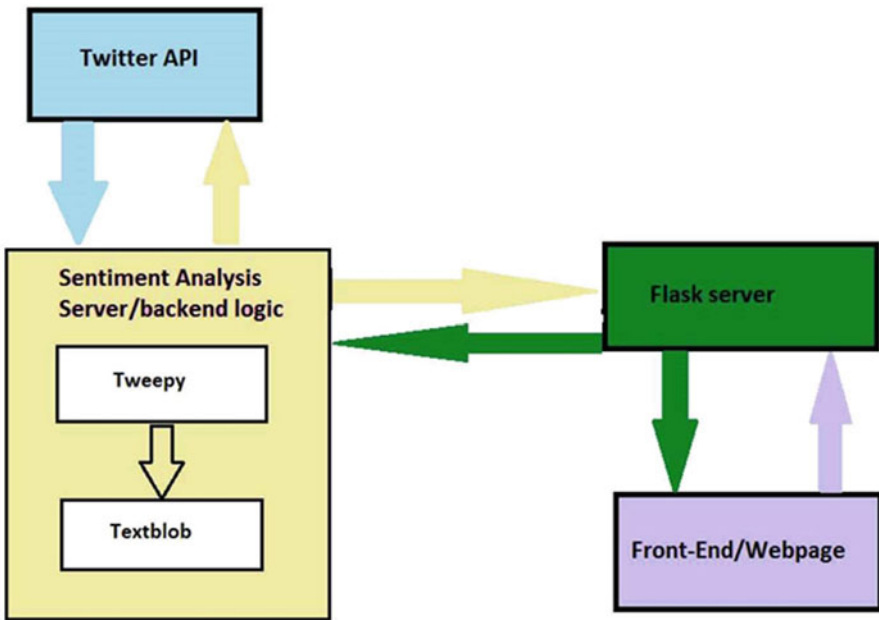 Twitter API
Sentiment Analysis
Server/backend logic
Tweepy
Textblob
Flask server
Front-End/Webpage